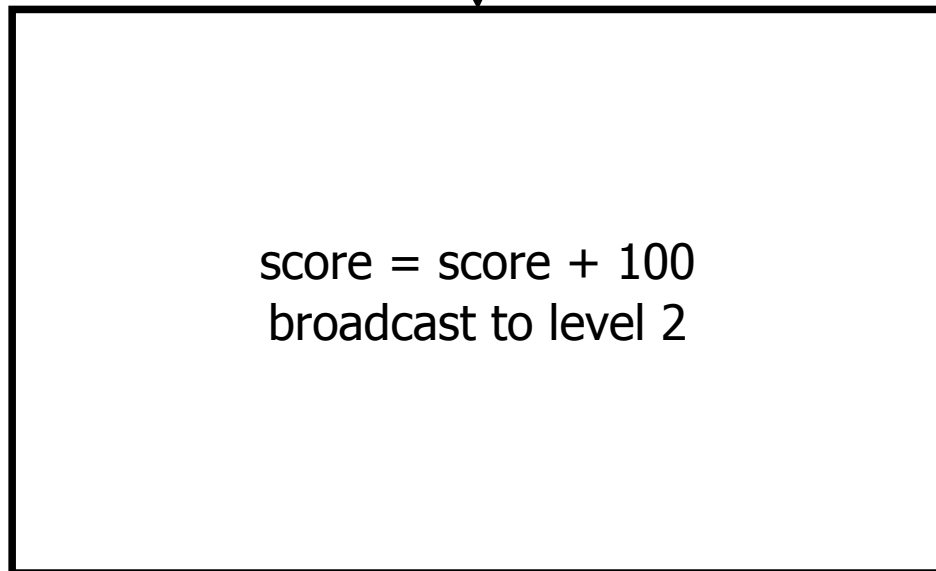 score = score + 100
broadcast to level 2